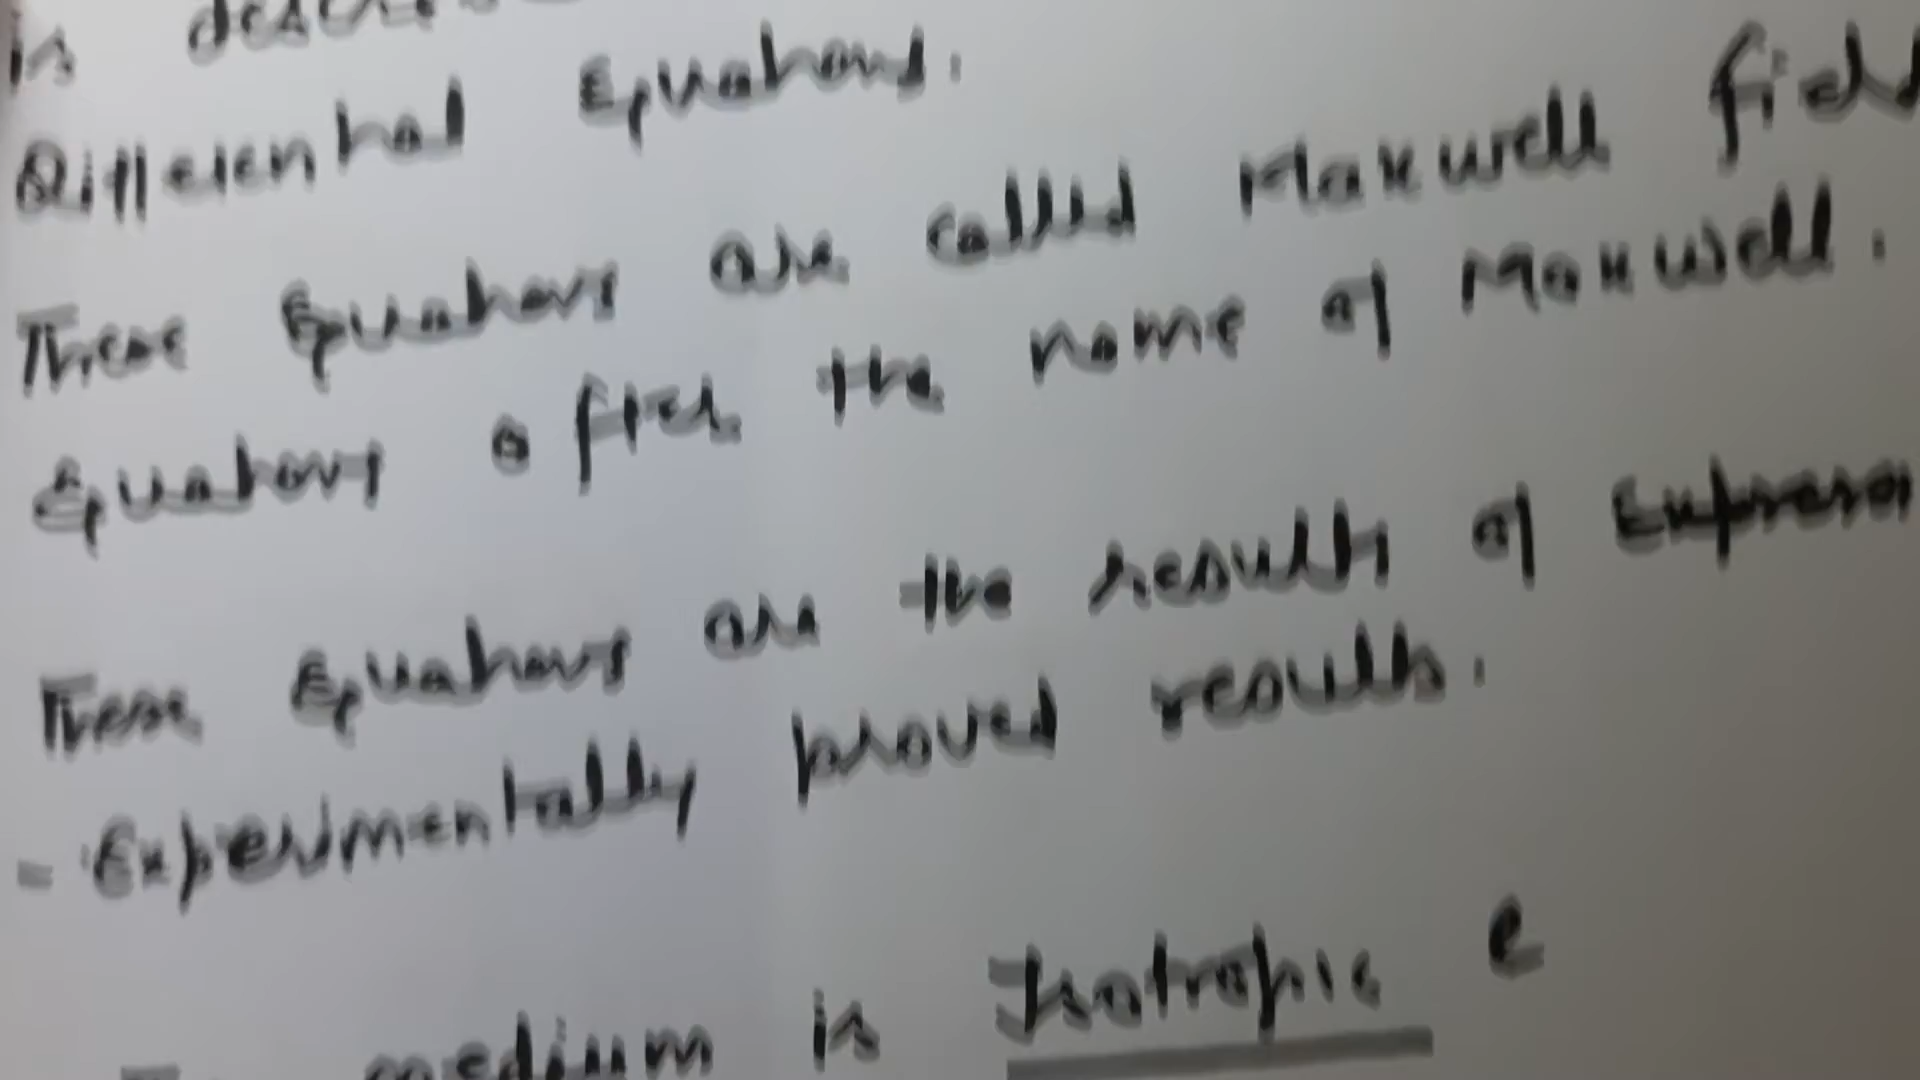 is
Differential Equations.
These Equations are called Maxwell field
Equations after the name of Maxwell.
These Equations are the results of
- Experimentally proved results.
medium is Isotropic